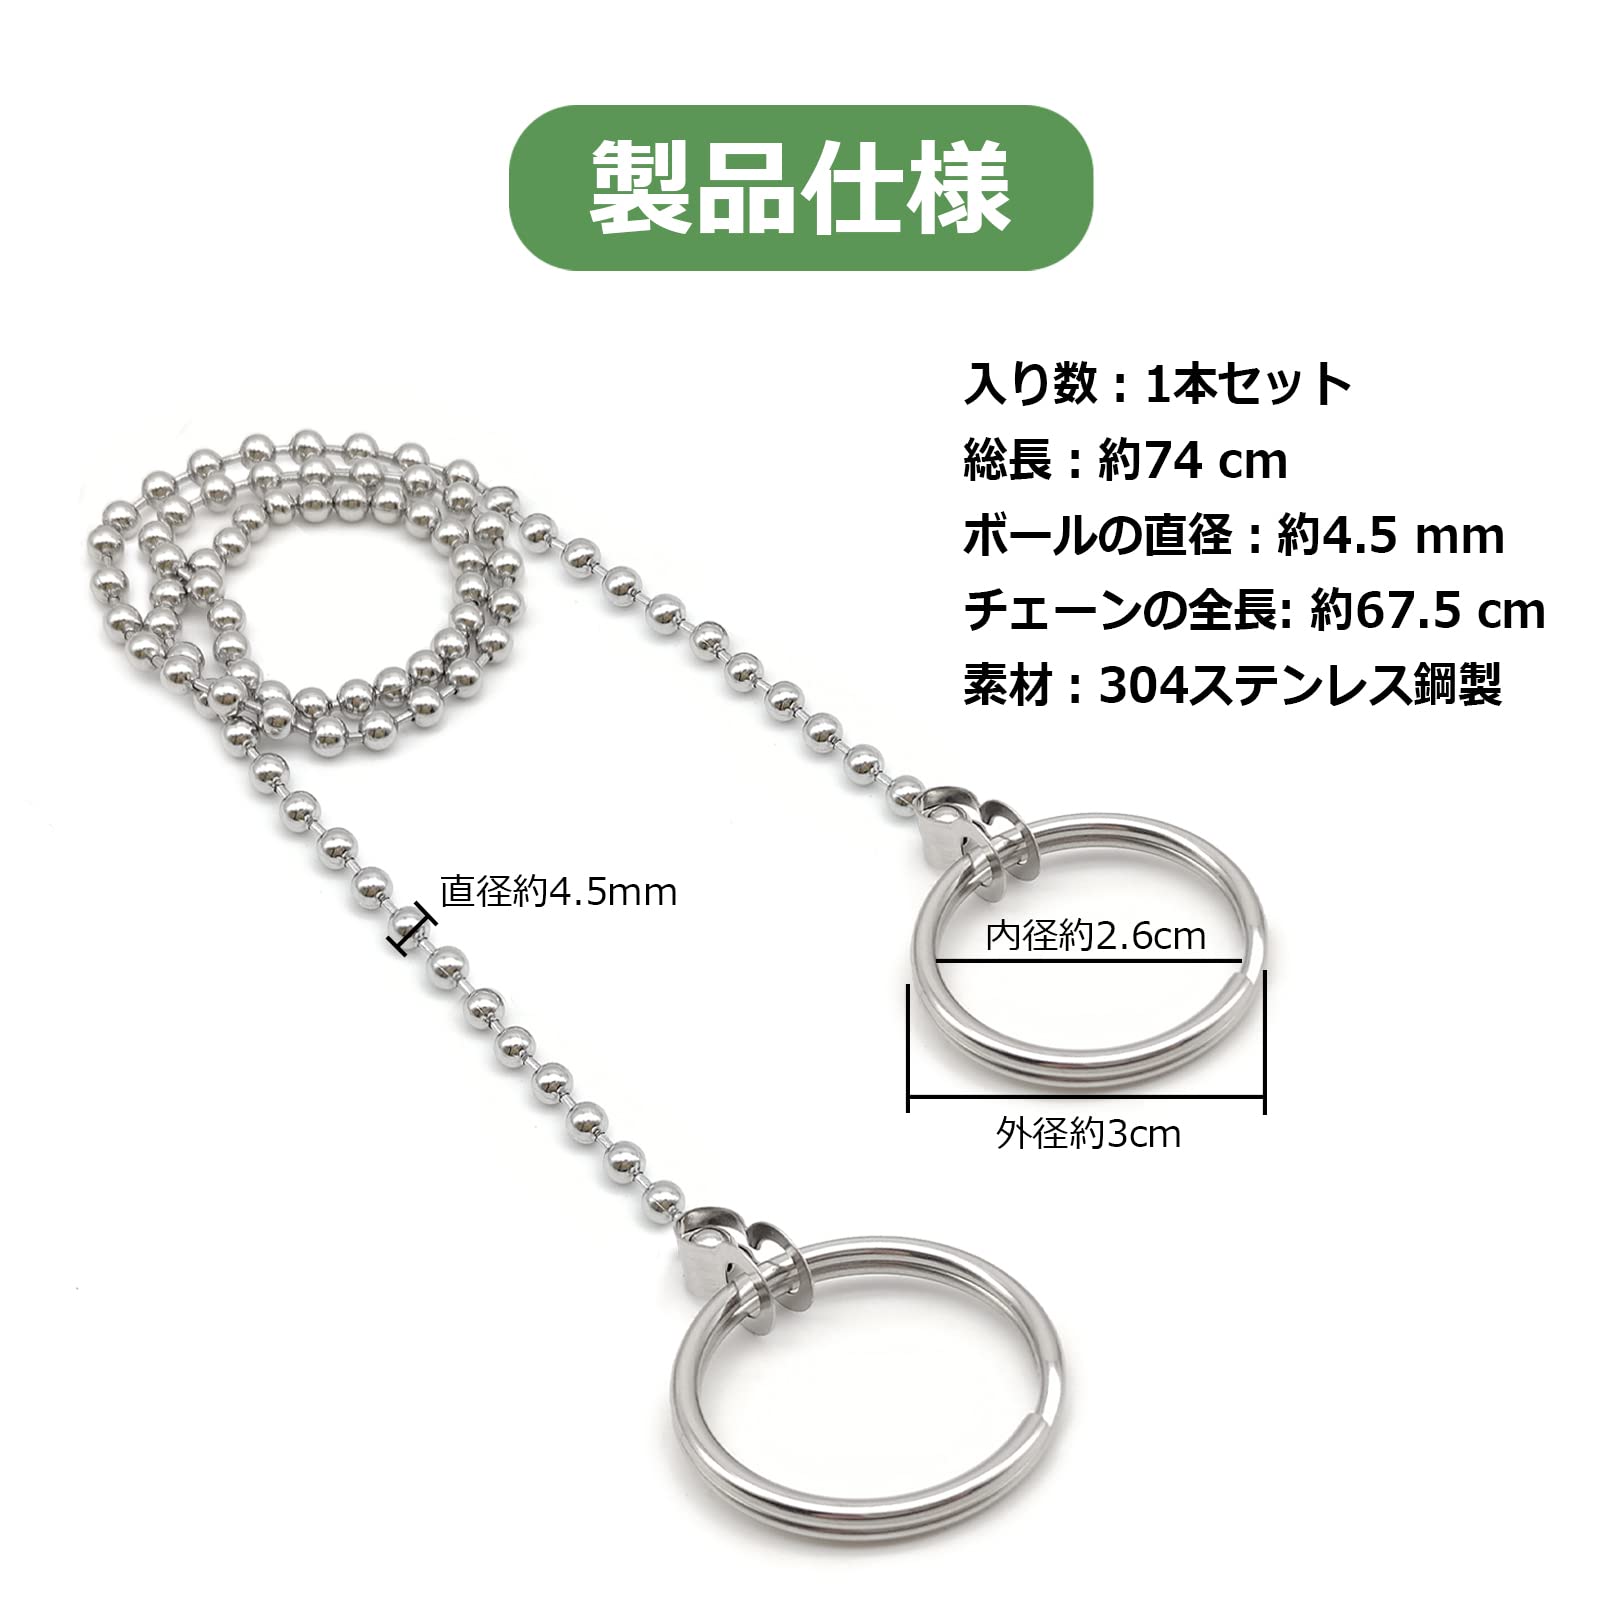 製品仕様
入り数：1本セット
総長：約74 cm
ボールの直径：約4.5 mm
チェーンの全長: 約67.5 cm
素材：304ステンレス鋼製
直径約4.5mm
内径約2.6cm
外径約3cm